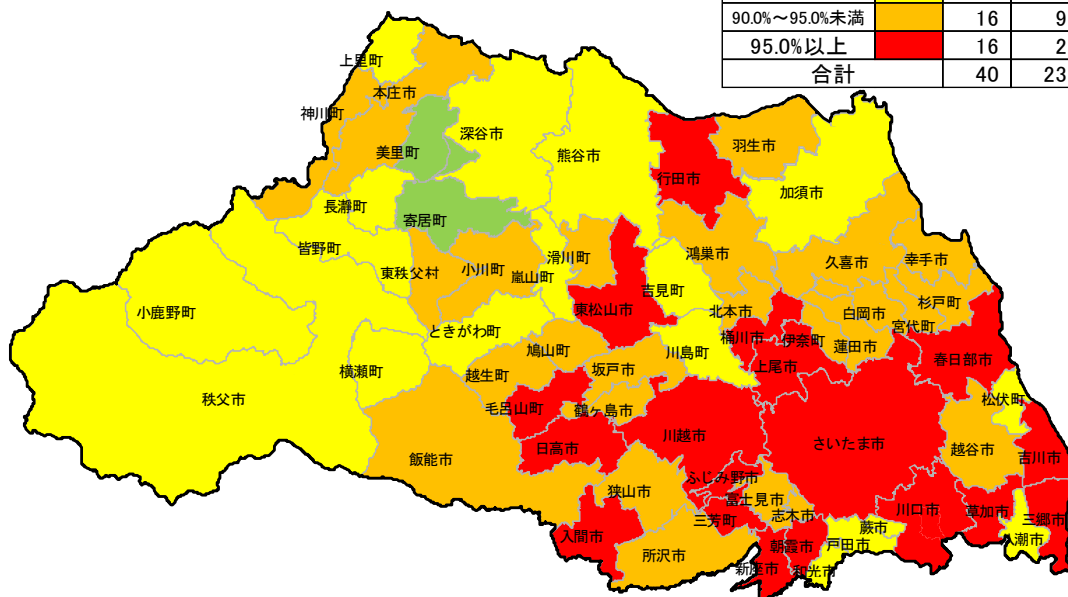 90.0%～95.0%未満 16 9
95.0%以上 16 2
合計 40 23
上里町
本庄市
神川町
美里町
深谷市
熊谷市
行田市
羽生市
加須市
長瀞町
寄居町
皆野町
東秩父村
小川町
嵐山町
滑川町
鴻巣市
久喜市
幸手市
小鹿野町
東松山市
吉見町
北本市
白岡市
杉戸町
宮代町
ときがわ町
桶川市
伊奈町
蓮田市
春日部市
鳩山町
川島町
上尾市
横瀬町
越生町
坂戸市
秩父市
毛呂山町
鶴ヶ島市
松伏町
川越市
さいたま市
日高市
越谷市
吉川市
飯能市
ふじみ野市
狭山市
富士見市
志木市
三芳町
川口市
草加市
三郷市
入間市
蕨市
戸田市
八潮市
朝霞市
所沢市
新座市
和光市